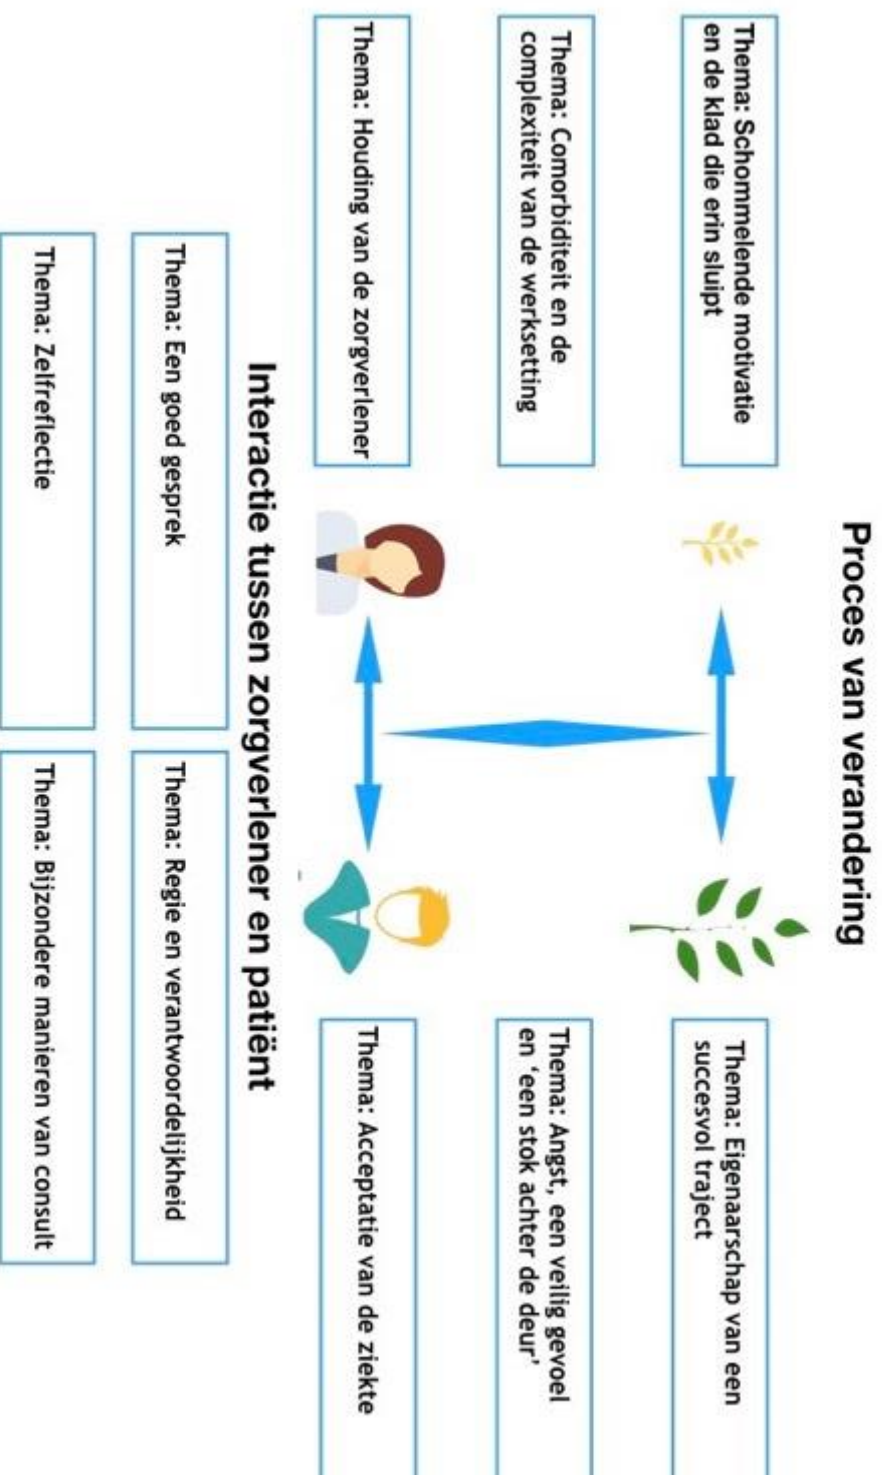 Proces van verandering
Thema: Schommelende motivatie
en de klad die erin sluipt
Thema: Eigenaarschap van een
succesvol traject
Thema: Comorbiditeit en de
complexiteit van de werksetting
Thema: Angst, een veilig gevoel
en ‘een stok achter de deur’
Thema: Houding van de zorgverlener
Thema: Acceptatie van de ziekte
Interactie tussen zorgverlener en patiënt
Thema: Een goed gesprek
Thema: Regie en verantwoordelijkheid
Thema: Zelfreflectie
Thema: Bijzondere manieren van consult